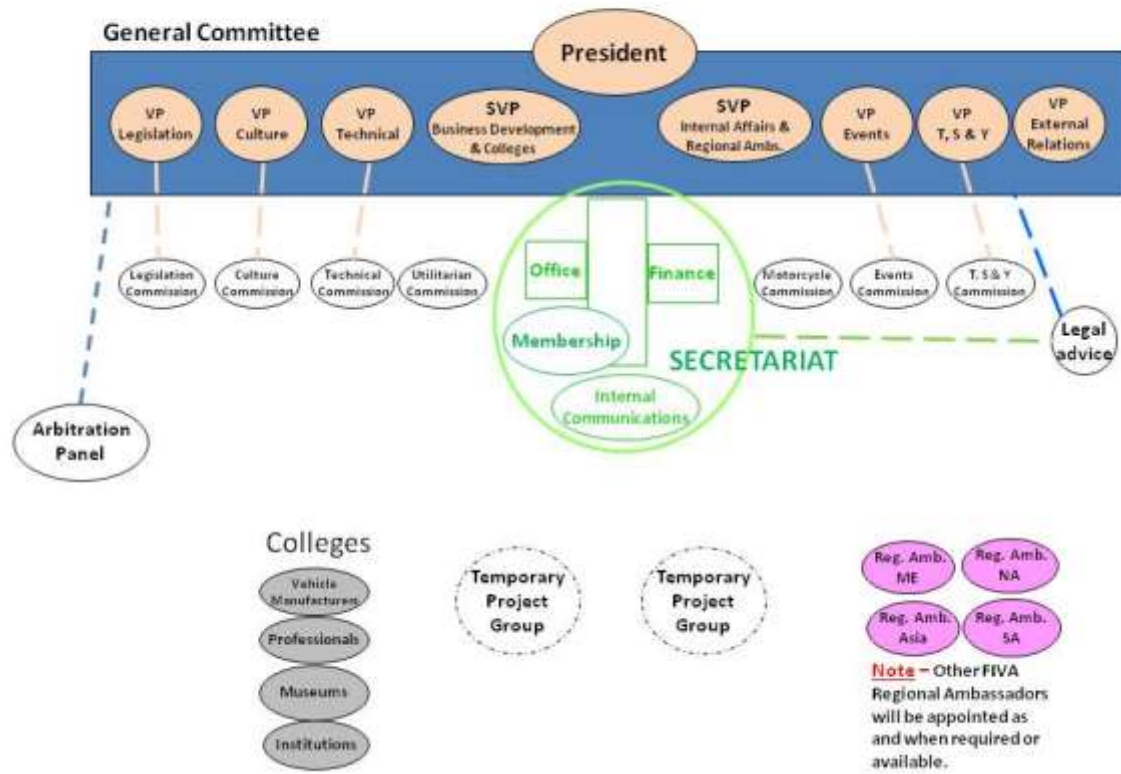 General Committee
President
VP
Legislation
VP
Culture
VP
Technical
SVP
Business Development
& Colleges
SVP
Internal Affairs &
Regional Ambs.
VP
Events
VP
T, S & Y
VP
External
Relations
Legislation
Commission
Culture
Commission
Technical
Commission
Utilitarian
Commission
Office
Finance
Membership
SECRETARIAT
Internal
Communications
Motorcycle
Commission
Events
Commission
T, S & Y
Commission
Legal
advice
Arbitration
Panel
Colleges
Vehicle
Manufacturers
Professionals
Museums
Institutions
Temporary
Project
Group
Temporary
Project
Group
Reg. Amb.
ME
Reg. Amb.
NA
Reg. Amb.
Asia
Reg. Amb.
SA
Note – Other FIVA
Regional Ambassadors
will be appointed as
and when required or
available.